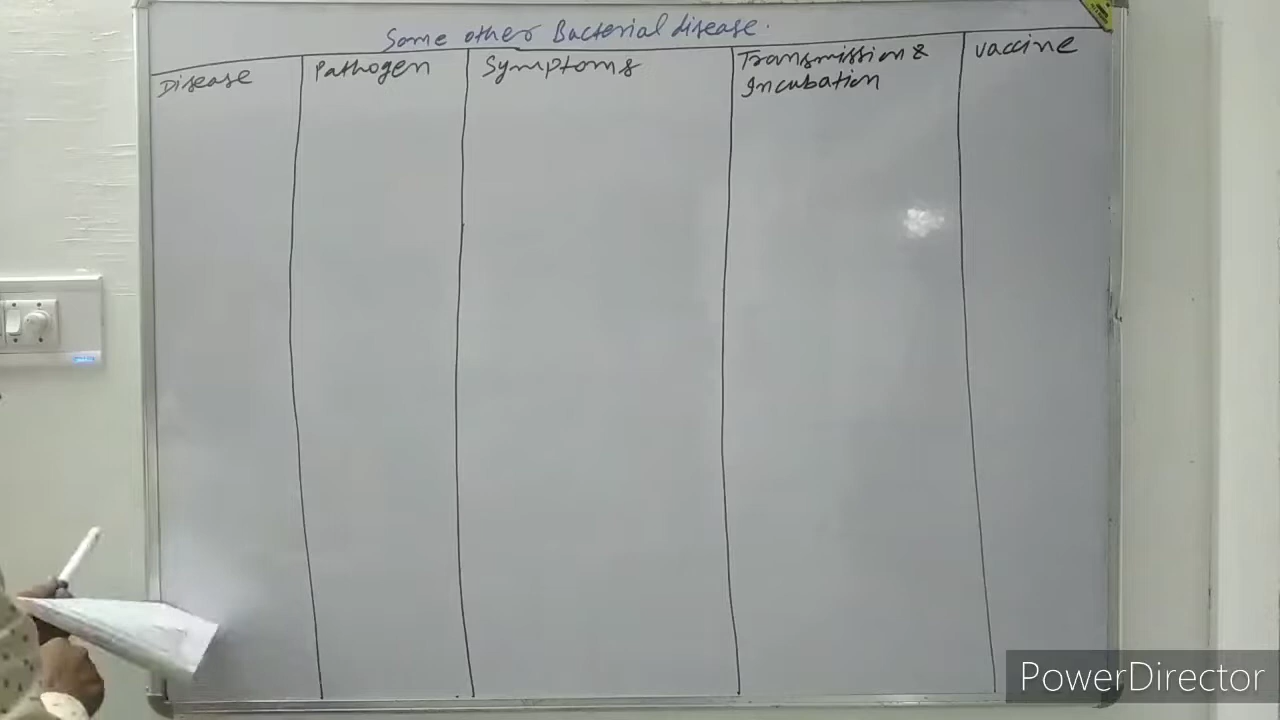 Some other Bacterial disease.
Disease
Pathogen
Symptoms
Transmission &
Incubation
Vaccine
PowerDirector